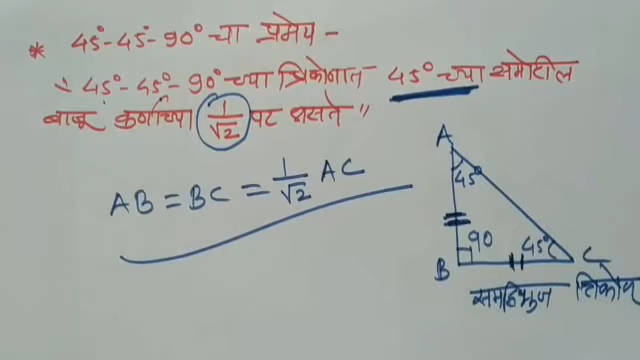 * 45°-45°-90° चा प्रमेय -
" 45°-45°-90° च्या त्रिकोणात 45° च्या समोरील
बाजू कर्णाच्या 1/√2 पट असते "
AB = BC = 1/√2 AC
A
45°
90
45°
B
C
समद्विभुज त्रिकोण